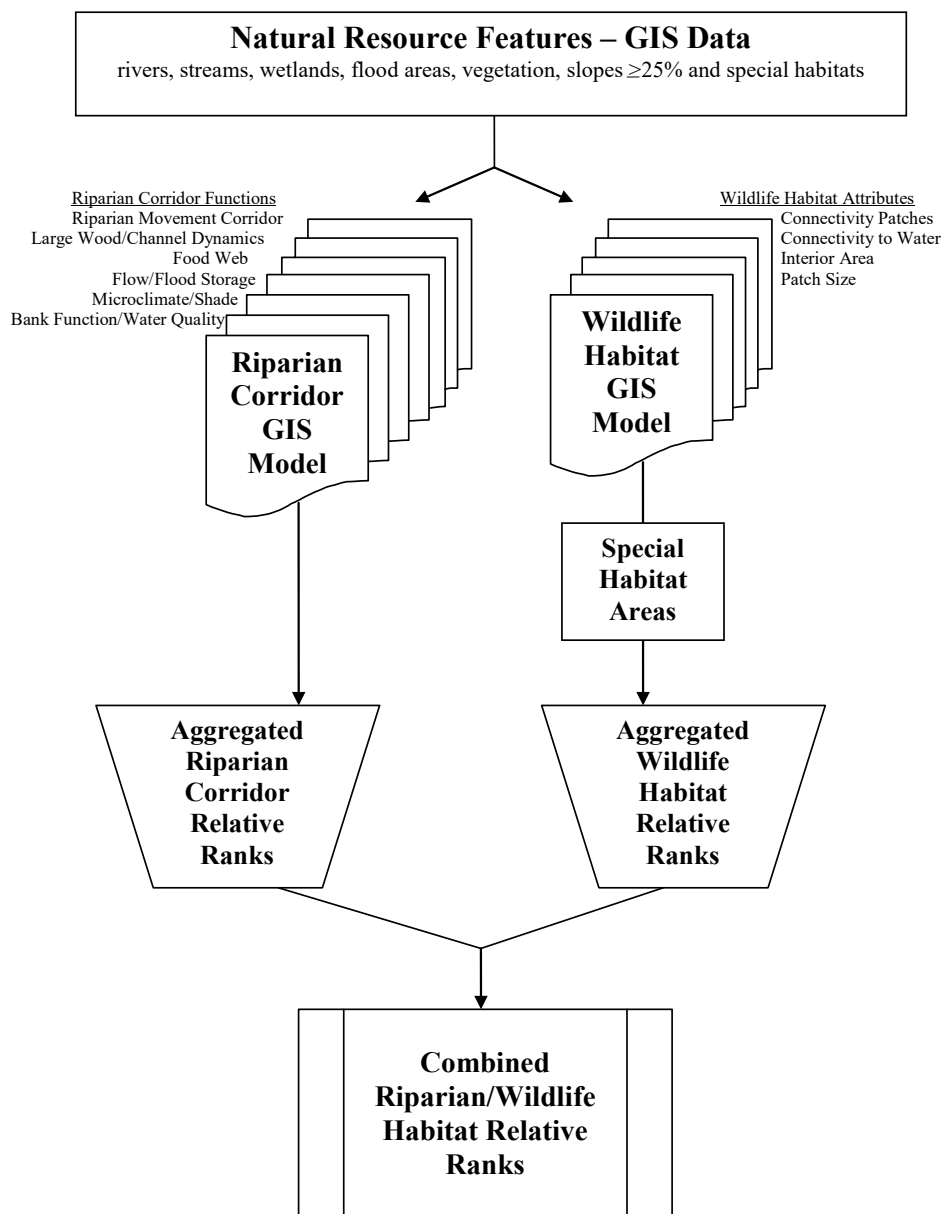 Natural Resource Features – GIS Data
rivers, streams, wetlands, flood areas, vegetation, slopes ≥25% and special habitats
Riparian Corridor Functions
Riparian Movement Corridor
Large Wood/Channel Dynamics
Food Web
Flow/Flood Storage
Microclimate/Shade
Bank Function/Water Quality
Wildlife Habitat Attributes
Connectivity Patches
Connectivity to Water
Interior Area
Patch Size
Riparian
Corridor
GIS
Model
Wildlife
Habitat
GIS
Model
Special
Habitat
Areas
Aggregated
Riparian
Corridor
Relative
Ranks
Aggregated
Wildlife
Habitat
Relative
Ranks
Combined
Riparian/Wildlife
Habitat Relative
Ranks